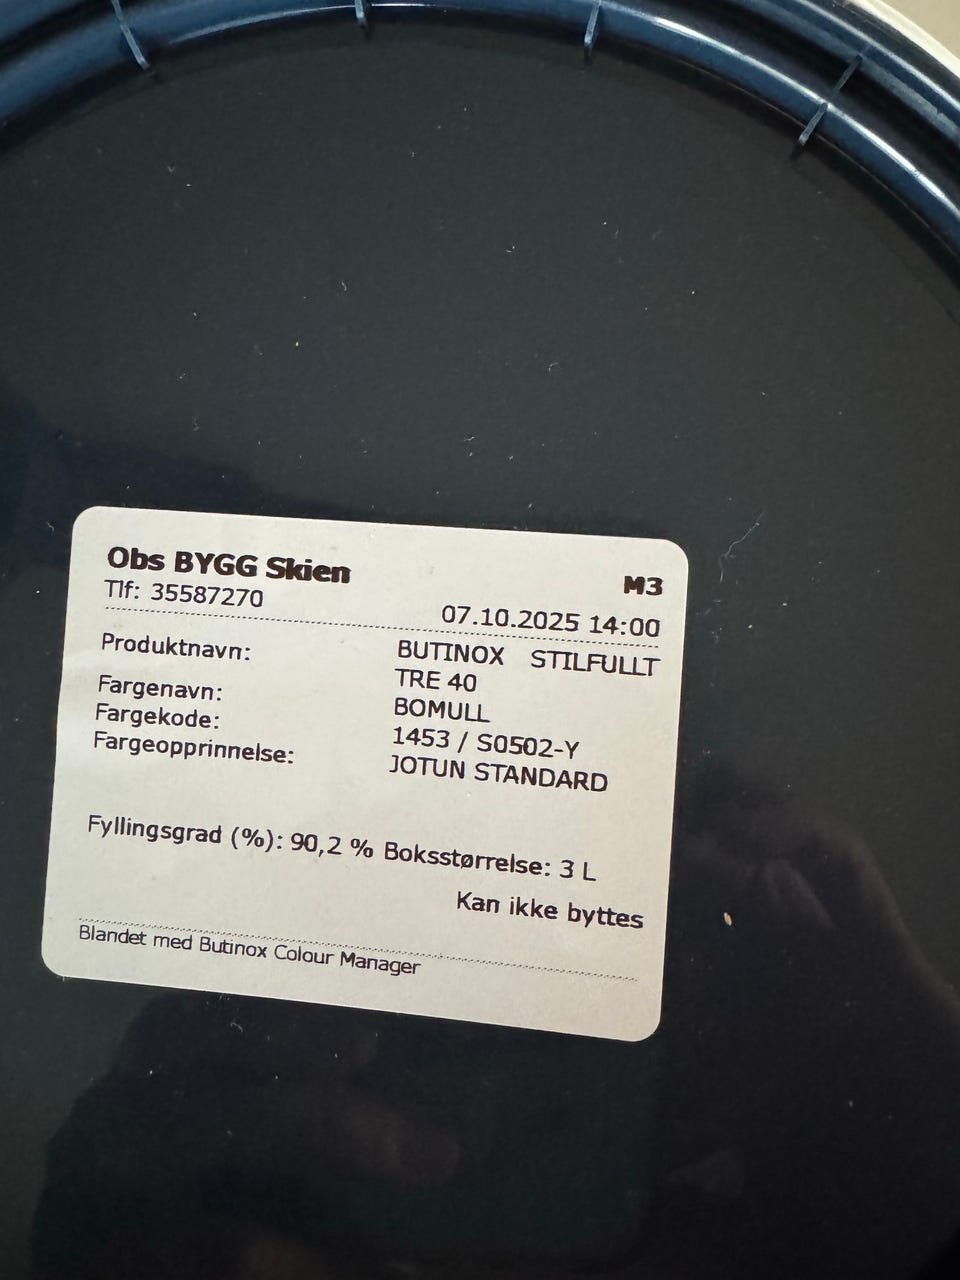 Obs BYGG Skien
M3
Tlf: 35587270
07.10.2025 14:00
Produktnavn: BUTINOX STILFULLT
TRE 40
Fargenavn: BOMULL
Fargekode: 1453 / S0502-Y
Fargeopprinnelse: JOTUN STANDARD
Fyllingsgrad (%): 90,2 % Boksstørrelse: 3 L
Kan ikke byttes
Blandet med Butinox Colour Manager